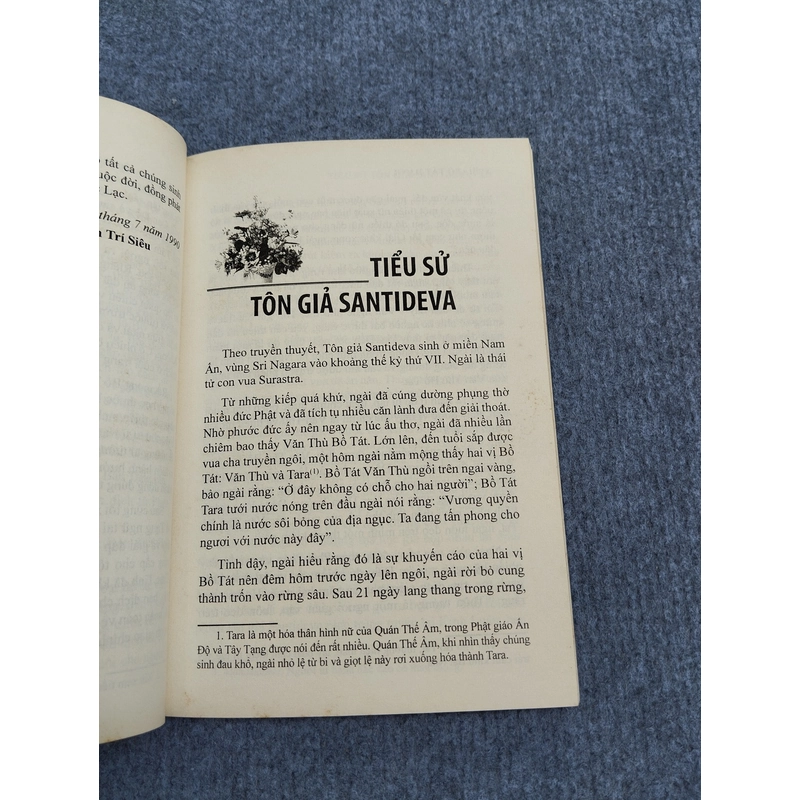 tất cả chúng sinh
uộc đời, đồng phát
Lạc.
tháng 7 năm 1990
Trí Siêu
TIỂU SỬ
TÔN GIẢ SANTIDEVA
Theo truyền thuyết, Tôn giả Santideva sinh ở miền Nam
Ấn, vùng Sri Nagara vào khoảng thế kỷ thứ VII. Ngài là thái
tử con vua Surastra.
Từ những kiếp quá khứ, ngài đã cúng dường phụng thờ
nhiều đức Phật và đã tích tụ nhiều căn lành đưa đến giải thoát.
Nhờ phước đức ấy nên ngay từ lúc ấu thơ, ngài đã nhiều lần
chiêm bao thấy Văn Thù Bồ Tát. Lớn lên, đến tuổi sắp được
vua cha truyền ngôi, một hôm ngài nằm mộng thấy hai vị Bồ
Tát: Văn Thù và Tara(1). Bồ Tát Văn Thù ngồi trên ngai vàng,
bảo ngài rằng: “Ở đây không có chỗ cho hai người”; Bồ Tát
Tara tưới nước nóng trên đầu ngài nói rằng: “Vương quyền
chính là nước sôi bỏng của địa ngục. Ta đang tấn phong cho
ngươi với nước này đây”.
Tỉnh dậy, ngài hiểu rằng đó là sự khuyến cáo của hai vị
Bồ Tát nên đêm hôm trước ngày lên ngôi, ngài rời bỏ cung
thành trốn vào rừng sâu. Sau 21 ngày lang thang trong rừng,
1. Tara là một hóa thân hình nữ của Quán Thế Âm, trong Phật giáo Ấn
Độ và Tây Tạng được nói đến rất nhiều. Quán Thế Âm, khi nhìn thấy chúng
sinh đau khổ, ngài nhỏ lệ từ bi và giọt lệ này rơi xuống hóa thành Tara.